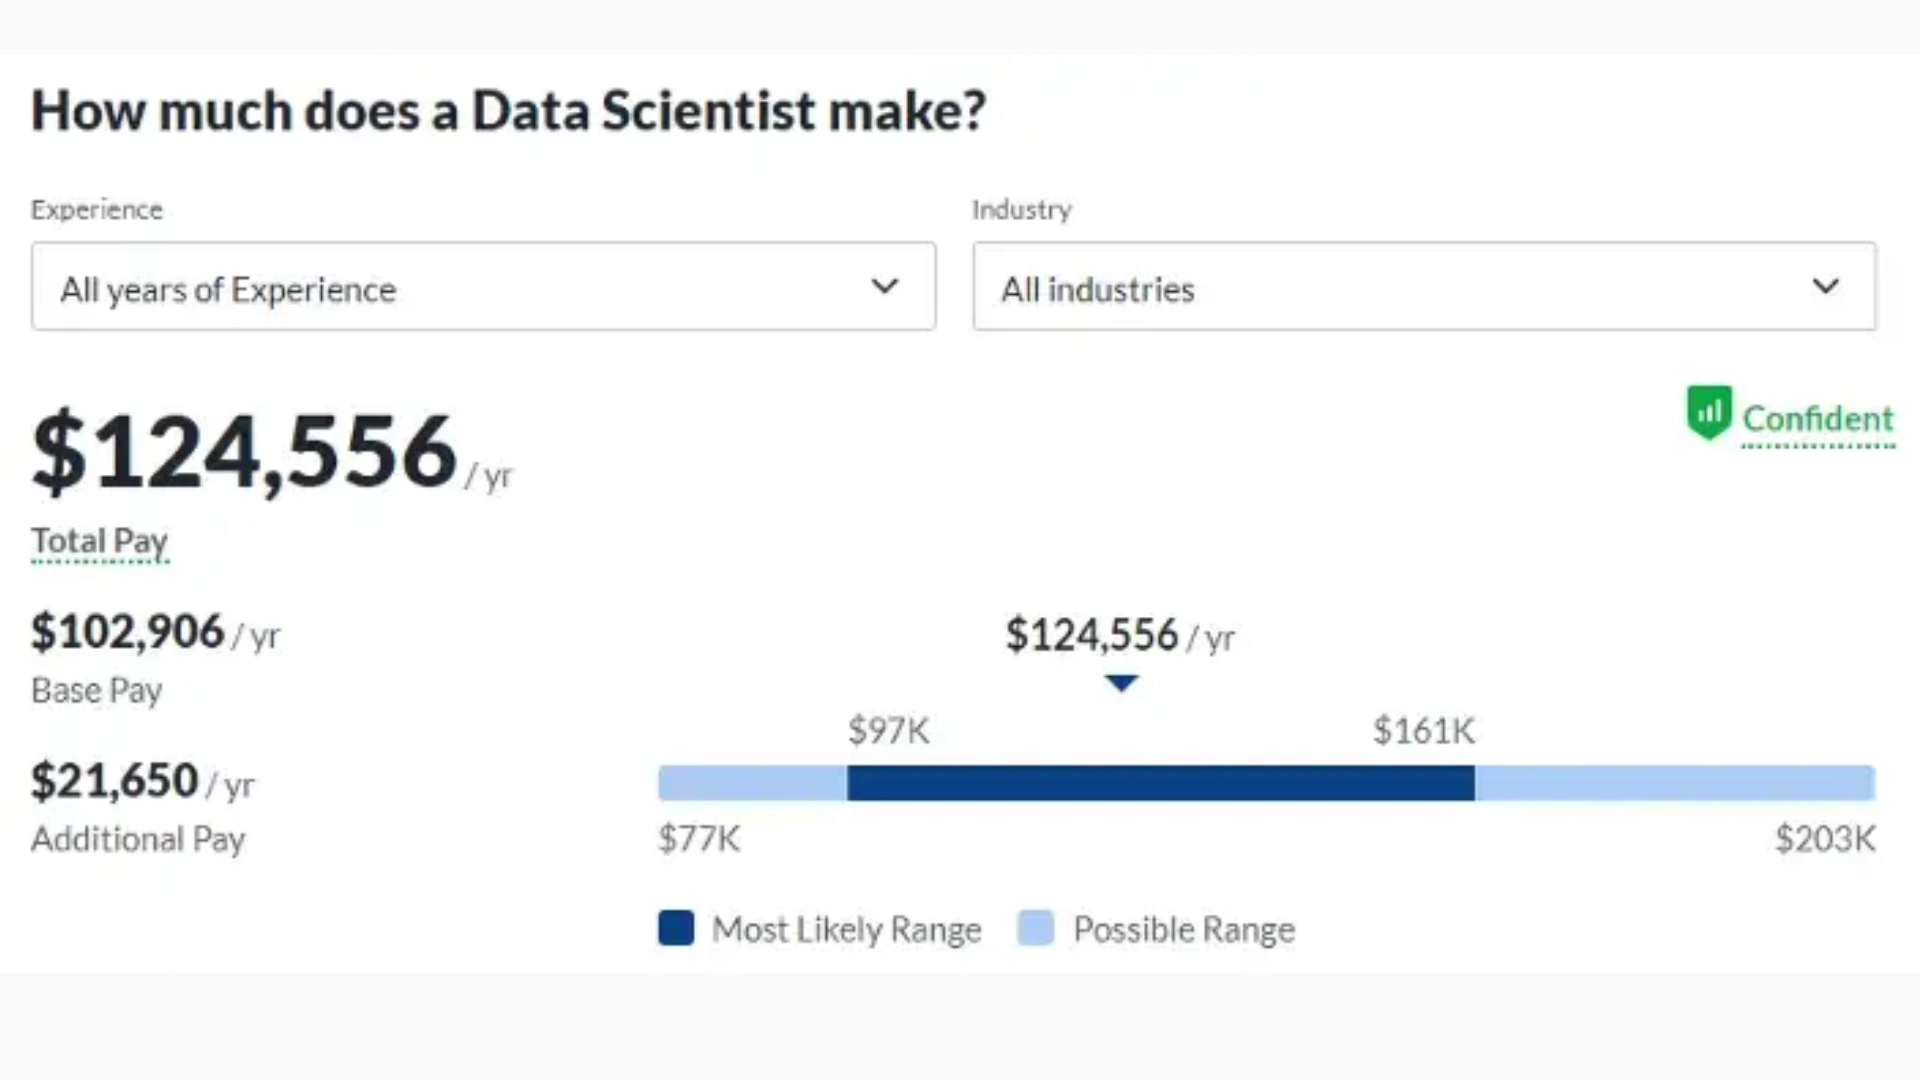 How much does a Data Scientist make?
Experience
Industry
All years of Experience
All industries
$124,556 / yr
Confident
Total Pay
$102,906 / yr
Base Pay
$21,650 / yr
Additional Pay
$124,556 / yr
$97K
$161K
$77K
$203K
Most Likely Range
Possible Range